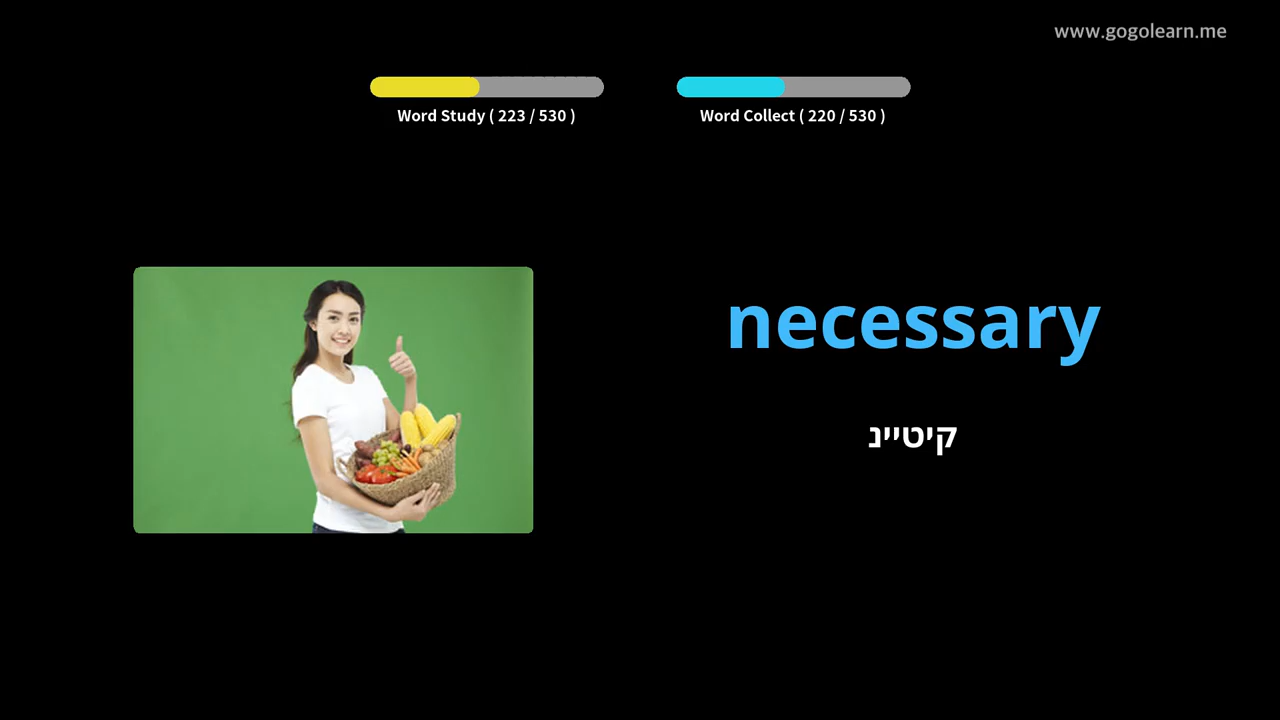 www.gogolearn.me
Word Study ( 223 / 530 )
Word Collect ( 220 / 530 )
necessary
קיטיינ